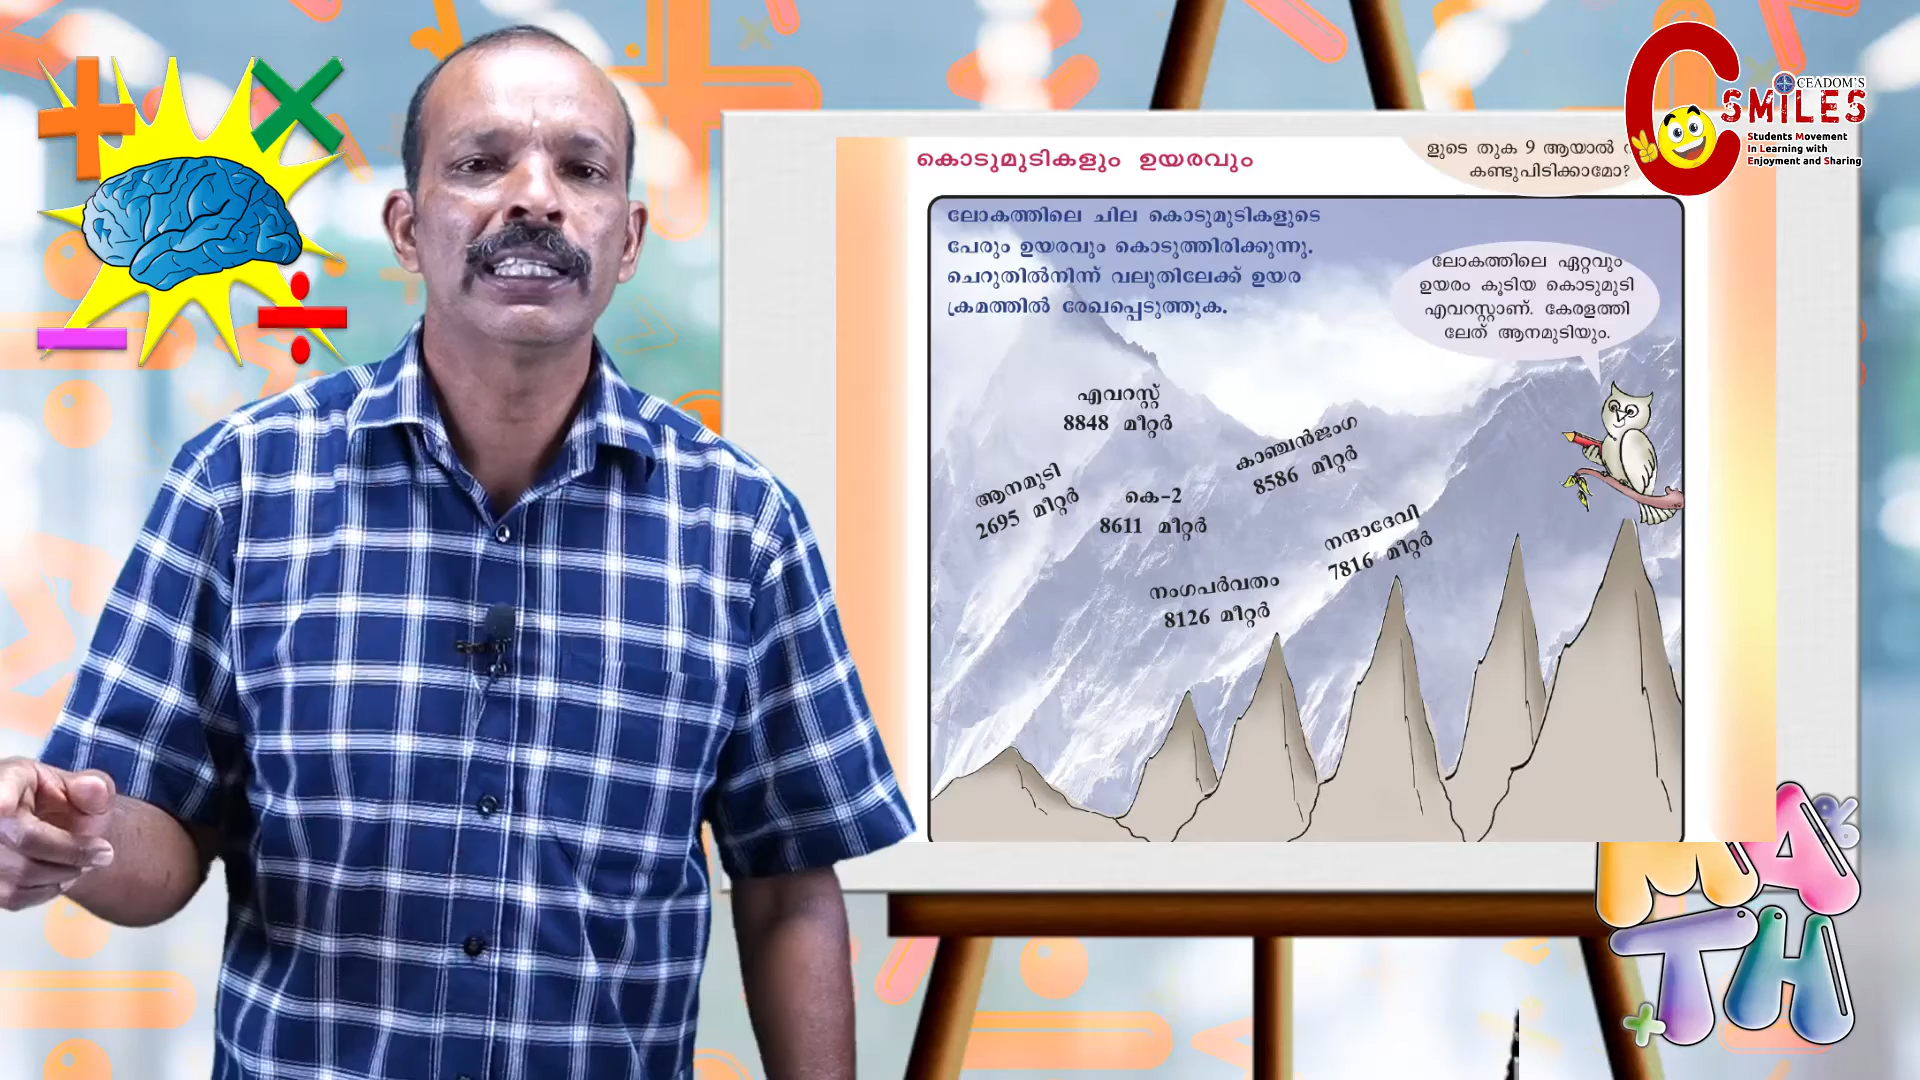 CEADOM'S
SMiLES
Students Movement
In Learning with
Enjoyment and Sharing
ളുടെ തുക 9 ആയാൽ
കണ്ടുപിടിക്കാമോ?
കൊടുമുടികളും ഉയരവും
ലോകത്തിലെ ചില കൊടുമുടികളുടെ
പേരും ഉയരവും കൊടുത്തിരിക്കുന്നു.
ചെറുതിൽനിന്ന് വലുതിലേക്ക് ഉയര
ക്രമത്തിൽ രേഖപ്പെടുത്തുക.
ലോകത്തിലെ ഏറ്റവും
ഉയരം കൂടിയ കൊടുമുടി
എവറസ്റ്റാണ്. കേരളത്തി
ലേത് ആനമുടിയും.
എവറസ്റ്റ്
8848 മീറ്റർ
കാഞ്ചൻജംഗ
8586 മീറ്റർ
ആനമുടി
2695 മീറ്റർ
കെ-2
8611 മീറ്റർ
നന്ദാദേവി
7816 മീറ്റർ
നംഗപർവതം
8126 മീറ്റർ
MA
TH